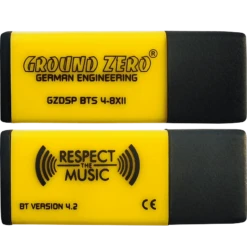 GROUND ZERO®
GERMAN ENGINEERING
GZDSP BTS 4-8XII
RESPECT
THE
MUSIC
BT VERSION 4.2
CE